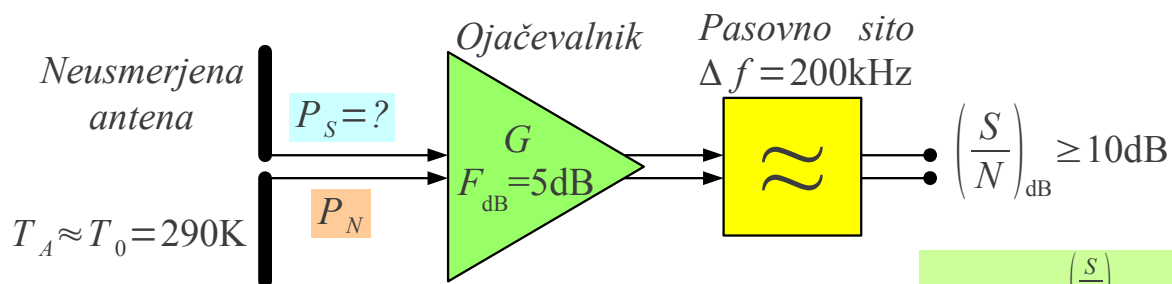 Neusmerjena
antena
P_S=?
P_N
T_A≈T_0=290K
Ojačevalnik
G
F_dB=5dB
Pasovno sito
Δf=200kHz
≈
(S/N)_dB ≥10dB
(S